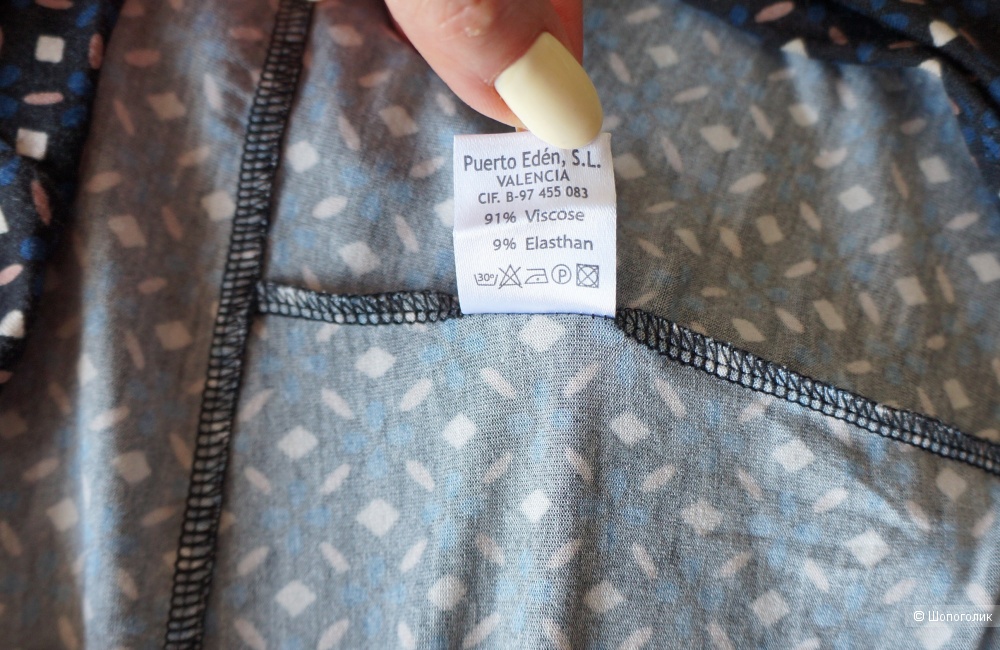 Puerto Edén, S.L.
VALENCIA
CIF. B-97 455 083
91% Viscose
9% Elasthan
30° P
© Шопоголик